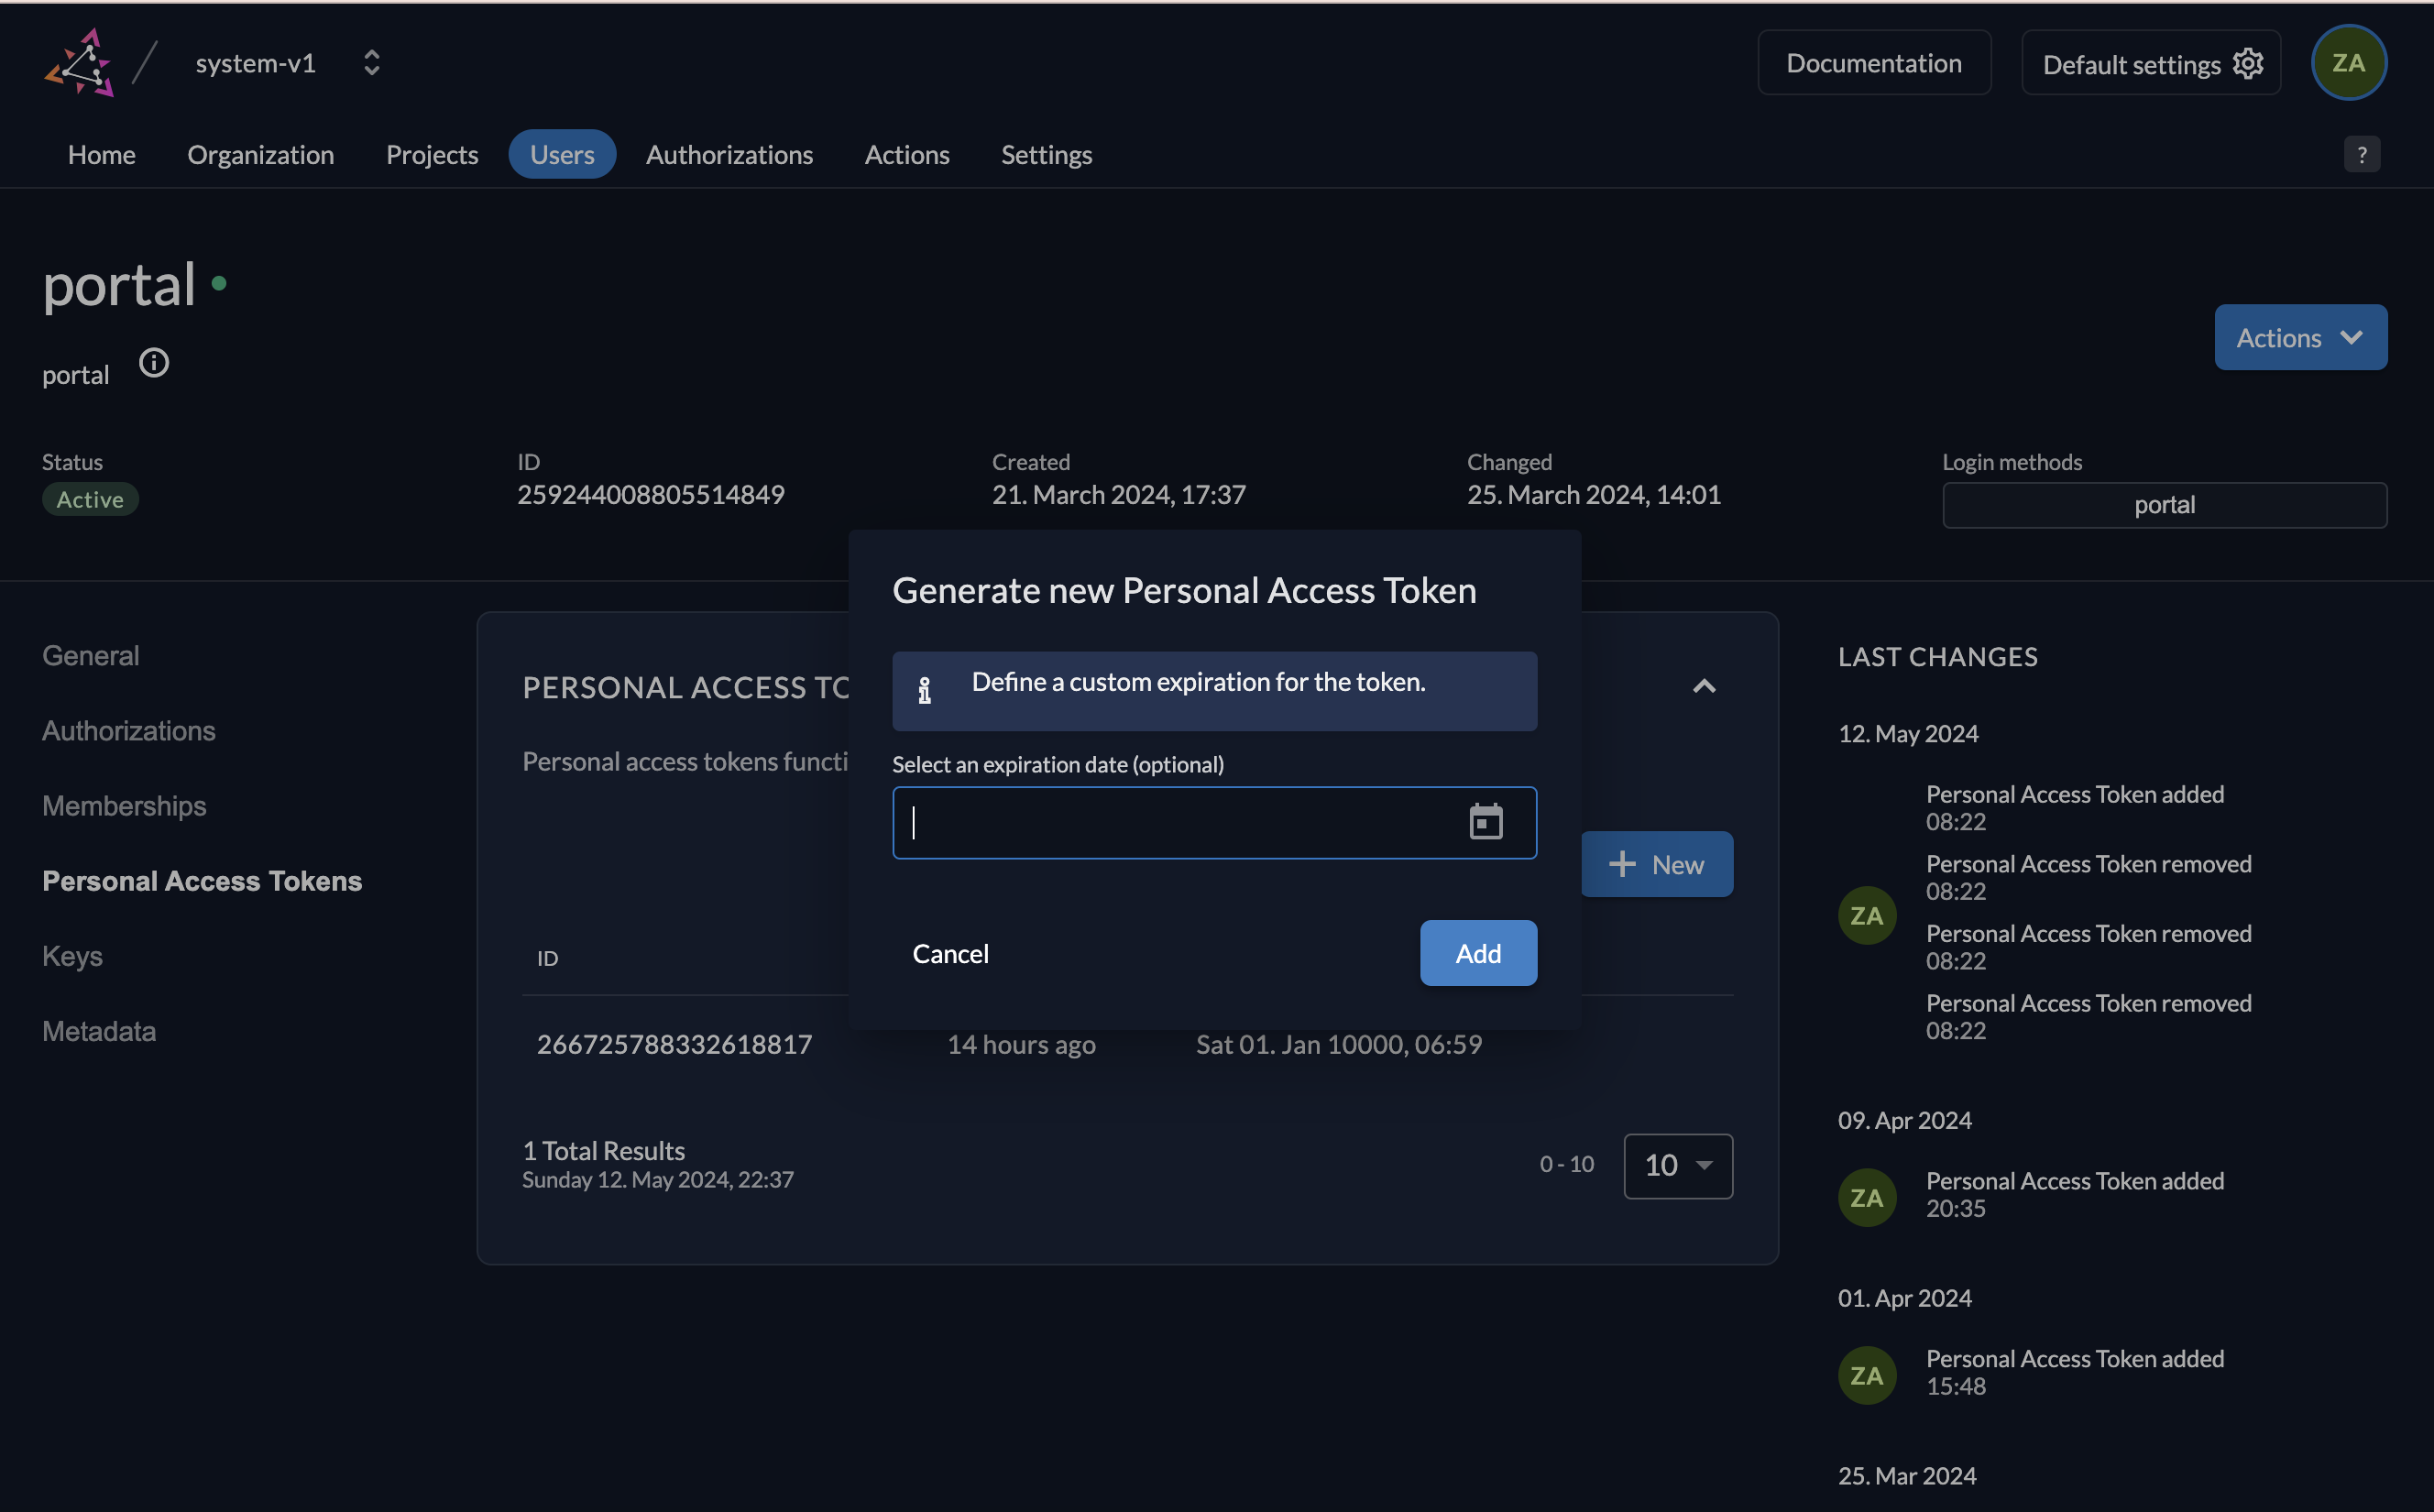 system-v1
Documentation
Default settings
ZA
Home
Organization
Projects
Users
Authorizations
Actions
Settings
?
portal
portal
Actions
Status
Active
ID
259244008805514849
Created
21. March 2024, 17:37
Changed
25. March 2024, 14:01
Login methods
portal
General
Authorizations
Memberships
Personal Access Tokens
Keys
Metadata
PERSONAL ACCESS TO
Personal access tokens functi
New
ID
266725788332618817
14 hours ago
Sat 01. Jan 10000, 06:59
1 Total Results
Sunday 12. May 2024, 22:37
0 - 10
10
Generate new Personal Access Token
Define a custom expiration for the token.
Select an expiration date (optional)
Cancel
Add
LAST CHANGES
12. May 2024
ZA
Personal Access Token added
08:22
Personal Access Token removed
08:22
Personal Access Token removed
08:22
Personal Access Token removed
08:22
09. Apr 2024
ZA
Personal Access Token added
20:35
01. Apr 2024
ZA
Personal Access Token added
15:48
25. Mar 2024